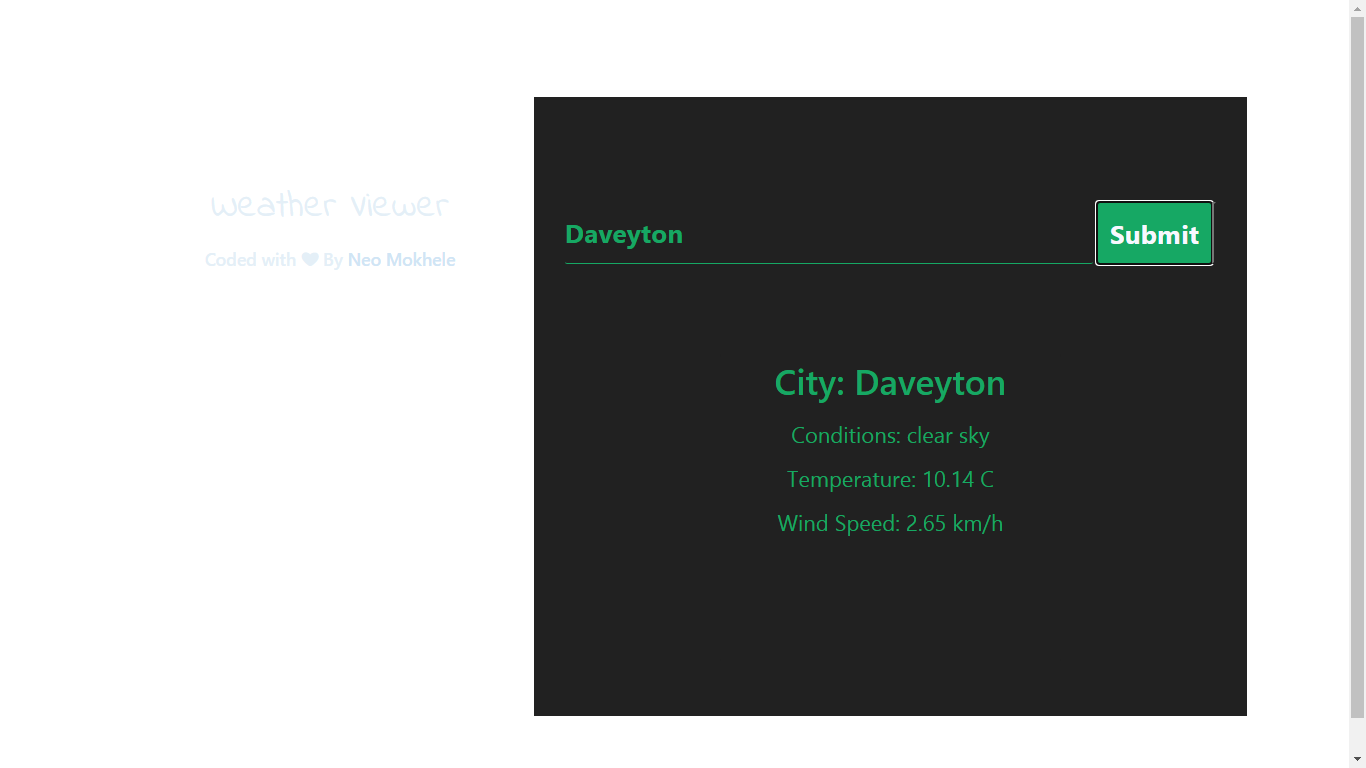 weather viewer
Coded with ♥ By Neo Mokhele
Daveyton
Submit
City: Daveyton
Conditions: clear sky
Temperature: 10.14 C
Wind Speed: 2.65 km/h